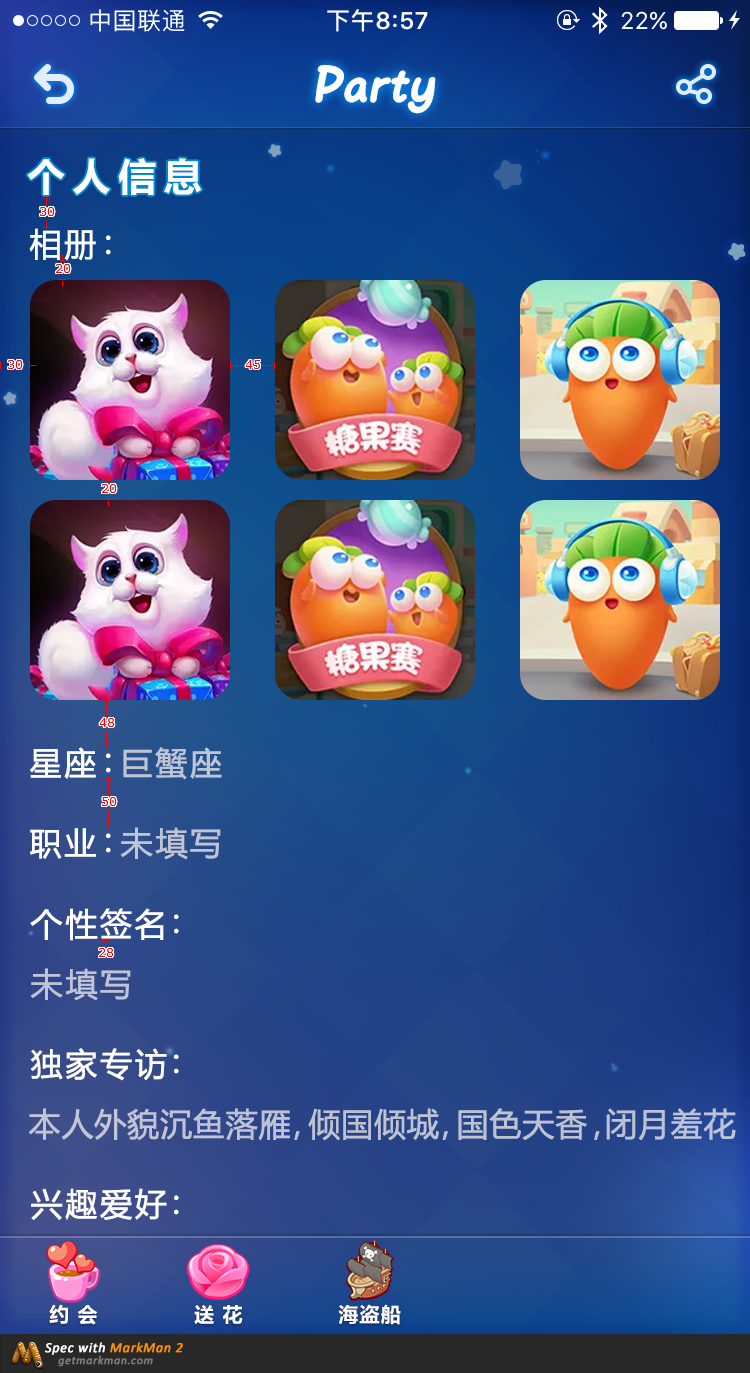 中国联通 下午8:57 22%
Party
个人信息
30
相册：
20
30 45
糖果赛
20
糖果赛
48
星座：巨蟹座
50
职业：未填写
个性签名：
28
未填写
独家专访：
本人外貌沉鱼落雁,倾国倾城,国色天香,闭月羞花
兴趣爱好：
约会 送花 海盗船
Spec with MarkMan 2
getmarkman.com